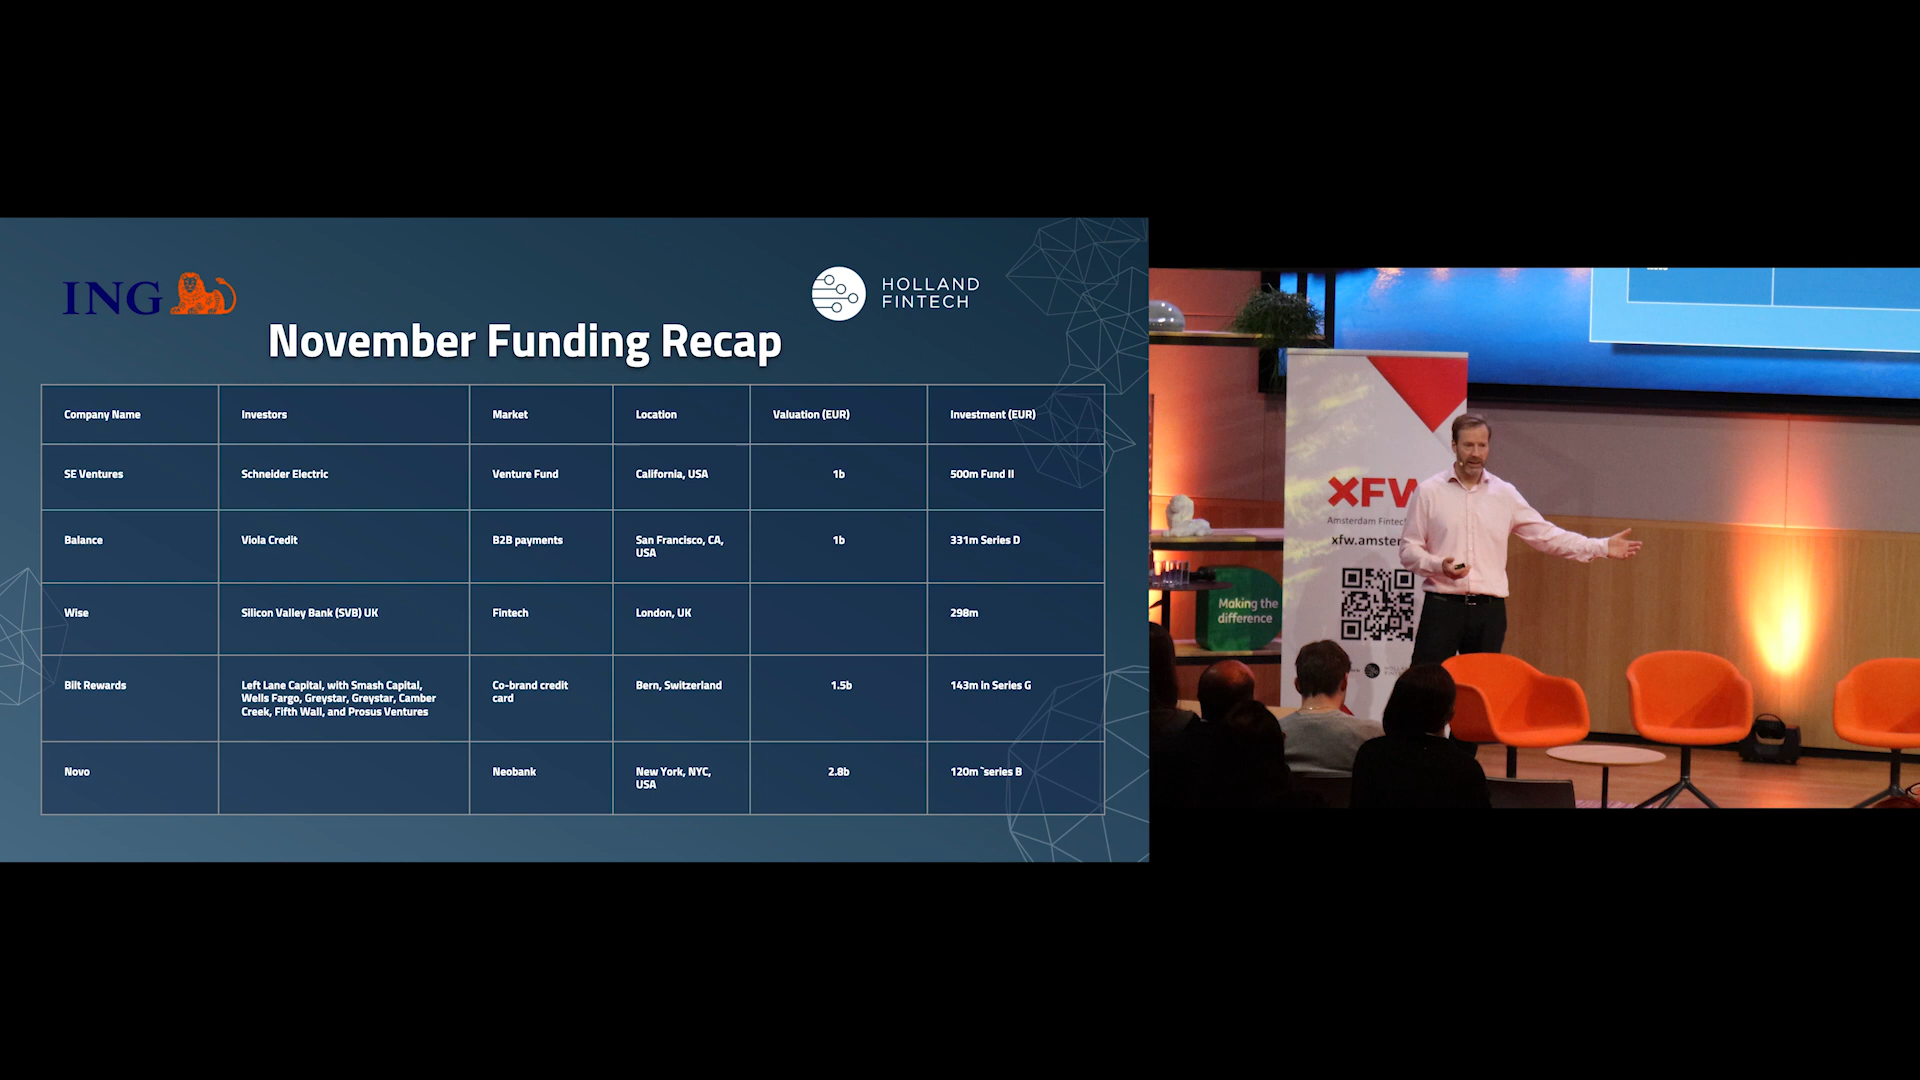 ING
HOLLAND
FINTECH
November Funding Recap
Company Name Investors Market Location Valuation (EUR) Investment (EUR)
SE Ventures Schneider Electric Venture Fund California, USA 1b 500m Fund II
Balance Viola Credit B2B payments San Francisco, CA, 1b 331m Series D
USA
Wise Silicon Valley Bank (SVB) UK Fintech London, UK 298m
Bilt Rewards Left Lane Capital, with Smash Capital, Co-brand credit Bern, Switzerland 1.5b 143m in Series G
Wells Fargo, Greystar, Greystar, Camber card
Creek, Fifth Wall, and Prosus Ventures
Novo Neobank New York, NYC, 2.8b 120m `series B
USA
XFW
Amsterdam Fintec
xfw.amster
Making the
difference